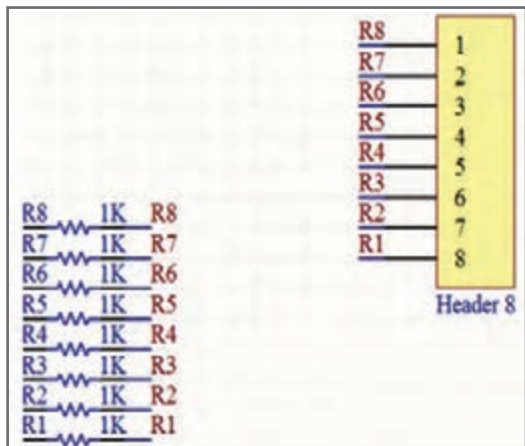 R8 1
R7 2
R6 3
R5 4
R4 5
R3 6
R2 7
R1 8
Header 8
R8 1K R8
R7 1K R7
R6 1K R6
R5 1K R5
R4 1K R4
R3 1K R3
R2 1K R2
R1 1K R1